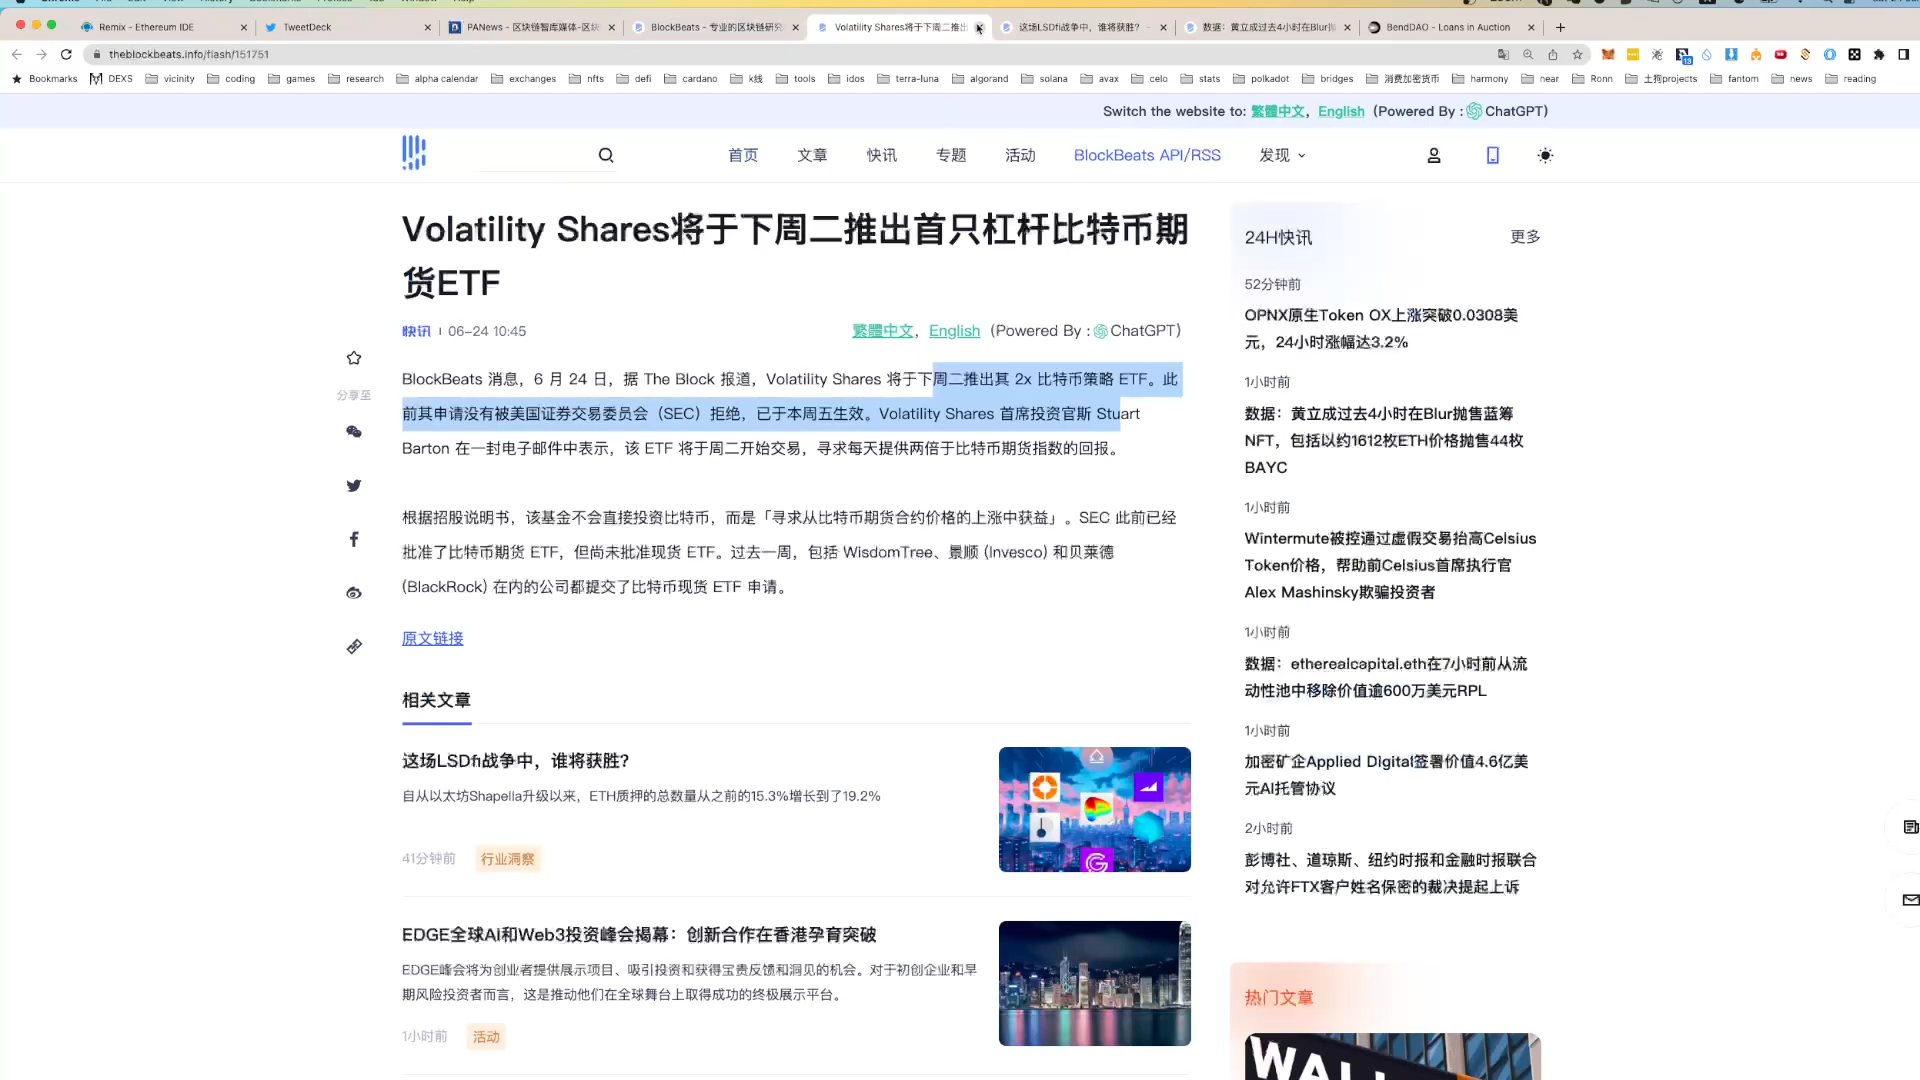 Remix - Ethereum IDE
TweetDeck
PANews - 区块链智库媒体-区块
BlockBeats - 专业的区块链研究
Volatility Shares将于下周二推出
这场LSDfi战争中，谁将获胜？ -
数据：黄立成过去4小时在Blur抛
BendDAO - Loans in Auction
theblockbeats.info/flash/151751
13
Bookmarks
DEXS
vicinity
coding
games
research
alpha calendar
exchanges
nfts
defi
cardano
k线
tools
idos
terra-luna
algorand
solana
avax
celo
stats
polkadot
bridges
消费加密货币
harmony
near
Ronn
土狗projects
fantom
news
reading
Switch the website to: 繁體中文, English (Powered By : ChatGPT)
首页
文章
快讯
专题
活动
BlockBeats API/RSS
发现
Volatility Shares将于下周二推出首只杠杆比特币期
货ETF
快讯 06-24 10:45
繁體中文, English (Powered By : ChatGPT)
分享至
BlockBeats 消息，6 月 24 日，据 The Block 报道，Volatility Shares 将于下周二推出其 2x 比特币策略 ETF。此
前其申请没有被美国证券交易委员会（SEC）拒绝，已于本周五生效。Volatility Shares 首席投资官斯 Stuart
Barton 在一封电子邮件中表示，该 ETF 将于周二开始交易，寻求每天提供两倍于比特币期货指数的回报。
根据招股说明书，该基金不会直接投资比特币，而是「寻求从比特币期货合约价格的上涨中获益」。SEC 此前已经
批准了比特币期货 ETF，但尚未批准现货 ETF。过去一周，包括 WisdomTree、景顺 (Invesco) 和贝莱德
(BlackRock) 在内的公司都提交了比特币现货 ETF 申请。
原文链接
相关文章
这场LSDfi战争中，谁将获胜？
自从以太坊Shapella升级以来，ETH质押的总数量从之前的15.3%增长到了19.2%
41分钟前 行业洞察
EDGE全球AI和Web3投资峰会揭幕：创新合作在香港孕育突破
EDGE峰会将为创业者提供展示项目、吸引投资和获得宝贵反馈和洞见的机会。对于初创企业和早
期风险投资者而言，这是推动他们在全球舞台上取得成功的终极展示平台。
1小时前 活动
24H快讯 更多
52分钟前
OPNX原生Token OX上涨突破0.0308美
元，24小时涨幅达3.2%
1小时前
数据：黄立成过去4小时在Blur抛售蓝筹
NFT，包括以约1612枚ETH价格抛售44枚
BAYC
1小时前
Wintermute被控通过虚假交易抬高Celsius
Token价格，帮助前Celsius首席执行官
Alex Mashinsky欺骗投资者
1小时前
数据：etherealcapital.eth在7小时前从流
动性池中移除价值逾600万美元RPL
1小时前
加密矿企Applied Digital签署价值4.6亿美
元AI托管协议
2小时前
彭博社、道琼斯、纽约时报和金融时报联合
对允许FTX客户姓名保密的裁决提起上诉
热门文章
WALL